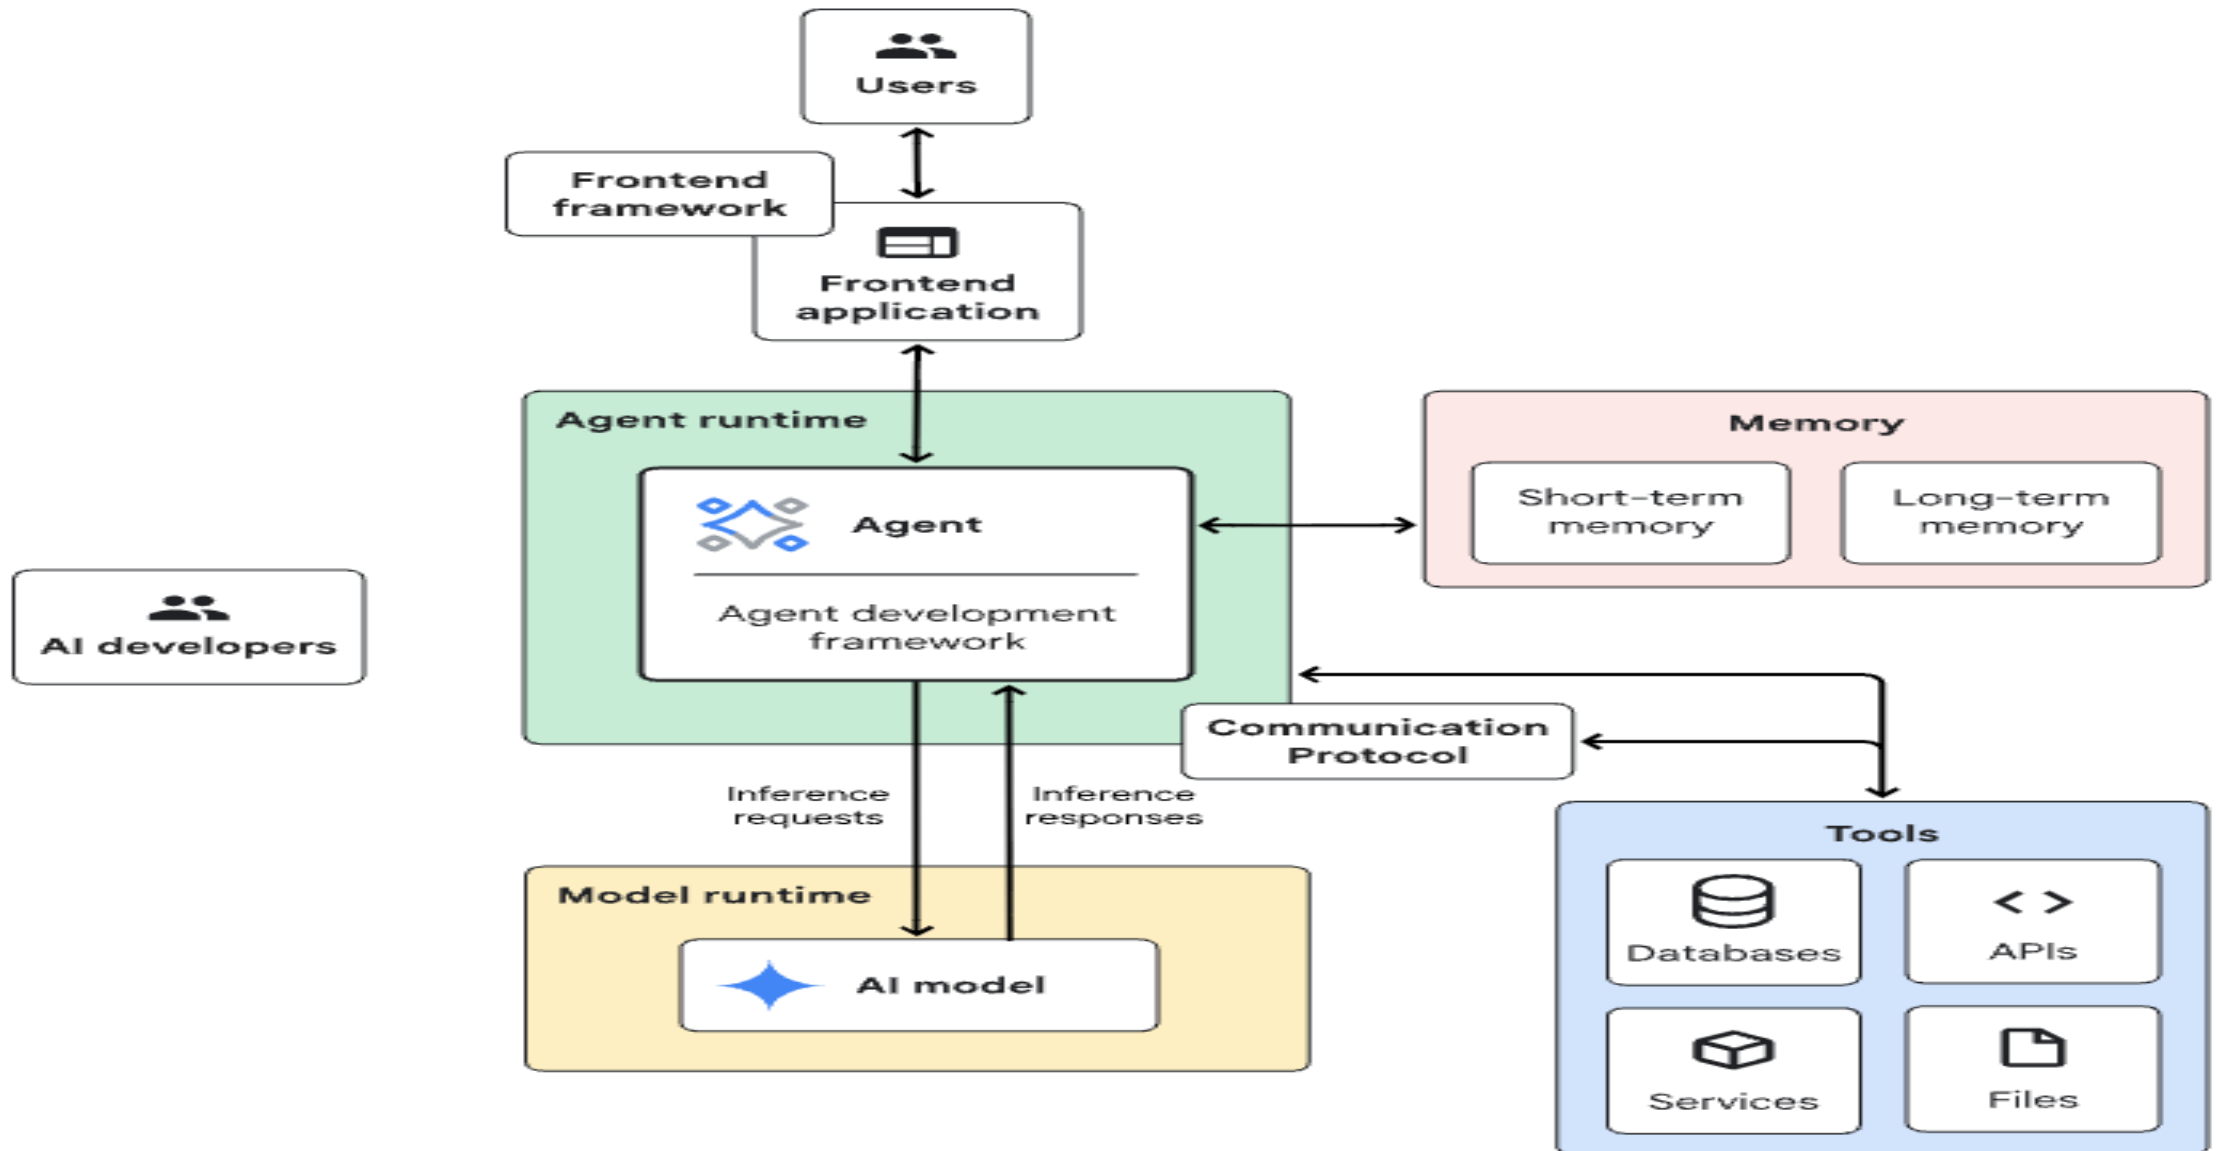 Users
Frontend
framework
Frontend
application
Agent runtime
Agent
Agent development
framework
Memory
Short-term
memory
Long-term
memory
AI developers
Communication
Protocol
Inference
requests
Inference
responses
Model runtime
AI model
Tools
Databases
APIs
Services
Files